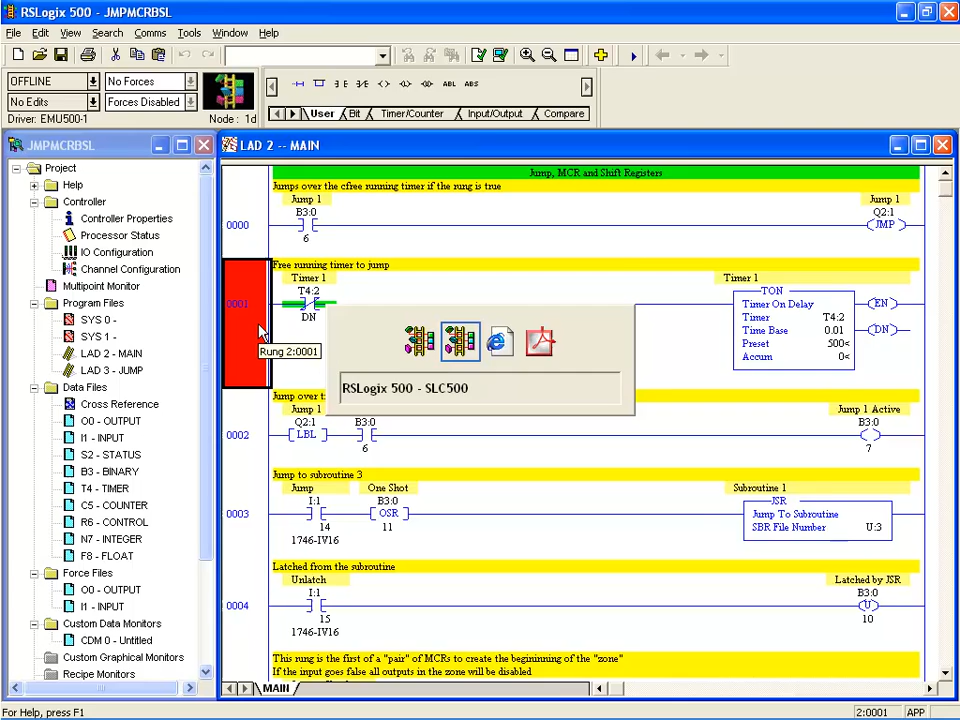 RSLogix 500 - JMPMCRBSL
File Edit View Search Comms Tools Window Help
OFFLINE No Forces
No Edits Forces Disabled
Driver: EMU500-1 Node : 1d
ABL ABS
User Bit Timer/Counter Input/Output Compare
JMPMCRBSL
Project
Help
Controller
Controller Properties
Processor Status
IO Configuration
Channel Configuration
Multipoint Monitor
Program Files
SYS 0 -
SYS 1 -
LAD 2 - MAIN
LAD 3 - JUMP
Data Files
Cross Reference
O0 - OUTPUT
I1 - INPUT
S2 - STATUS
B3 - BINARY
T4 - TIMER
C5 - COUNTER
R6 - CONTROL
N7 - INTEGER
F8 - FLOAT
Force Files
O0 - OUTPUT
I1 - INPUT
Custom Data Monitors
CDM 0 - Untitled
Custom Graphical Monitors
Recipe Monitors
LAD 2 -- MAIN
Jump, MCR and Shift Registers
Jumps over the cfree running timer if the rung is true
Jump 1 Jump 1
B3:0 Q2:1
0000 JMP
6
Free running timer to jump
Timer 1 Timer 1
T4:2 TON
0001 Timer On Delay EN
DN Timer T4:2
Time Base 0.01 DN
Rung 2:0001 Preset 500<
Accum 0<
RSLogix 500 - SLC500
Jump over t
Jump 1 Jump 1 Active
Q2:1 B3:0 B3:0
0002 LBL
6 7
Jump to subroutine 3
Jump One Shot Subroutine 1
I:1 B3:0 JSR
0003 OSR Jump To Subroutine
14 11 SBR File Number U:3
1746-IV16
Latched from the subroutine
Unlatch Latched by JSR
I:1 B3:0
0004 U
15 10
1746-IV16
This rung is the first of a "pair" of MCRs to create the begininning of the "zone"
If the input goes false all outputs in the zone will be disabled
MAIN
For Help, press F1 2:0001 APP